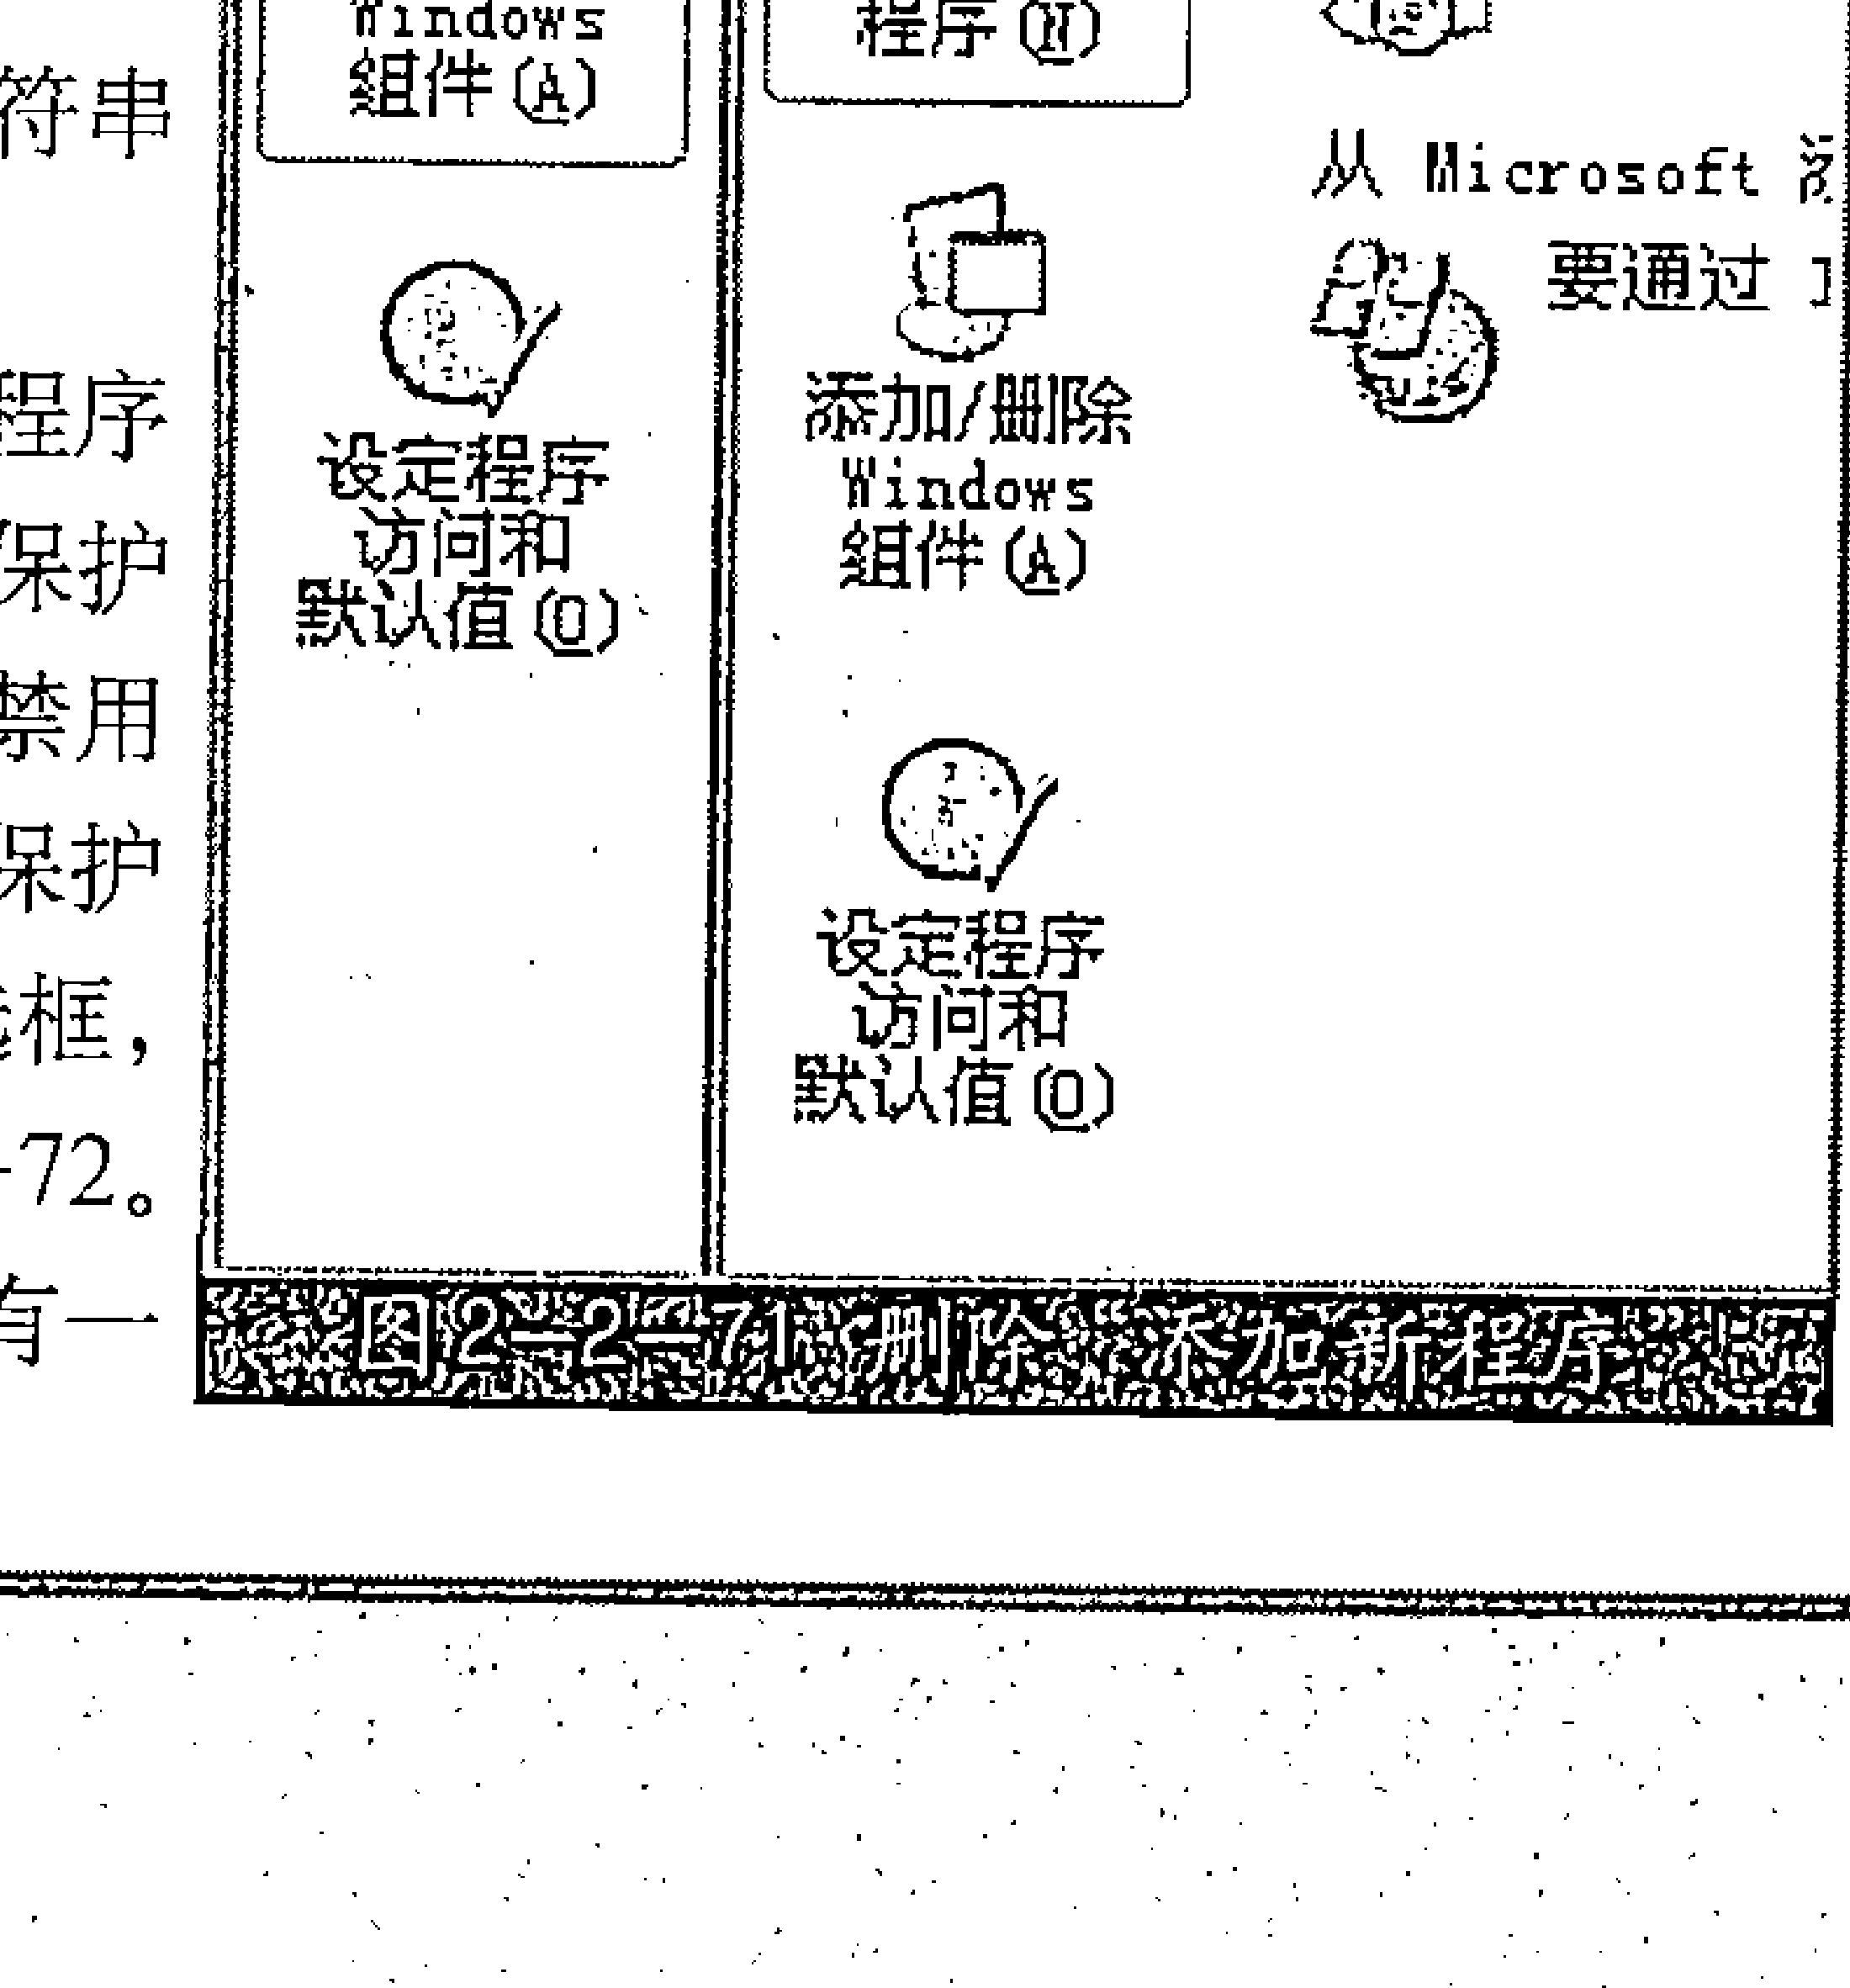 符串
程序
保护
禁用
保护
框，
-72。
有一
Windows
组件(A)
设定程序
访问和
默认值(O)
程序(N)
添加/删除
Windows
组件(A)
设定程序
访问和
默认值(O)
从 Microsoft
要通过
图2-2-71 删除、添加新程序